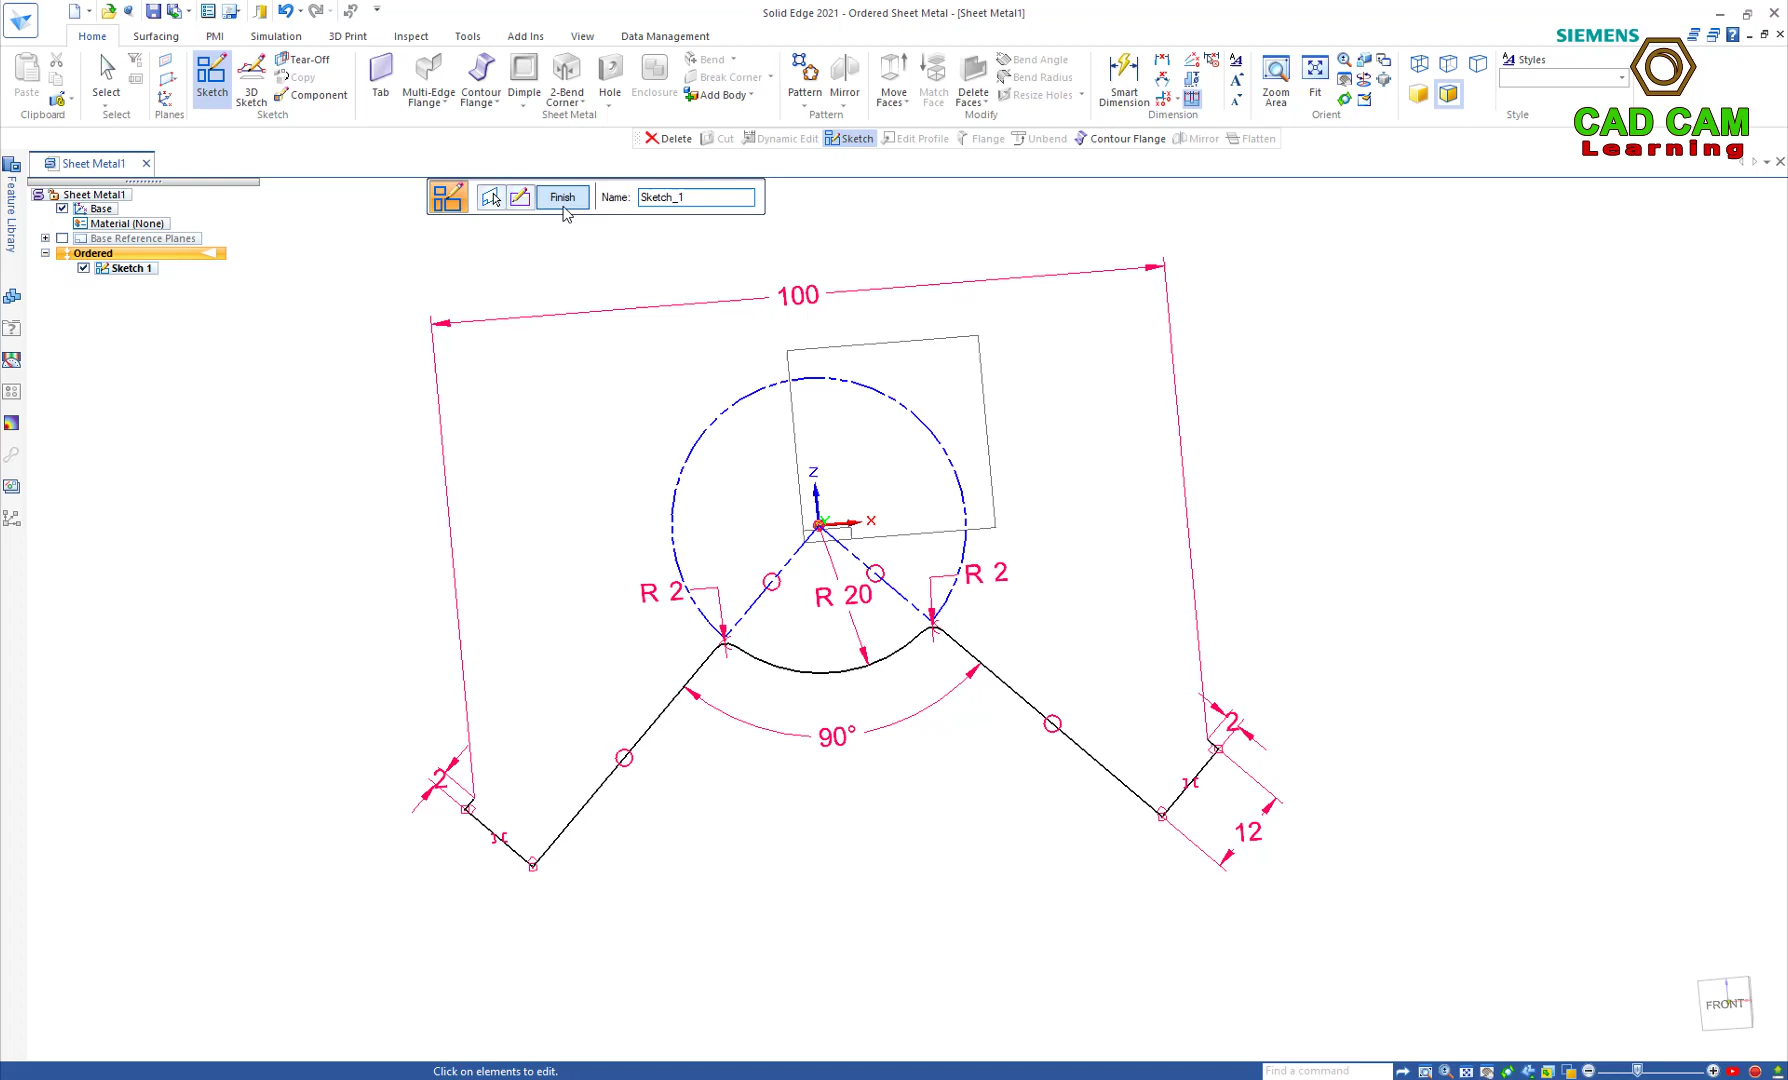 Solid Edge 2021 - Ordered Sheet Metal - [Sheet Metal1]
Home Surfacing PMI Simulation 3D Print Inspect Tools Add Ins View Data Management
SIEMENS
CAD CAM
Learning
Paste
Clipboard
Select
Select
Planes
Sketch
3D
Sketch
Tear-Off
Copy
Component
Sketch
Tab
Multi-Edge
Flange
Contour
Flange
Dimple
2-Bend
Corner
Hole
Enclosure
Bend
Break Corner
Add Body
Sheet Metal
Pattern
Mirror
Pattern
Move
Faces
Match
Face
Delete
Faces
Bend Angle
Bend Radius
Resize Holes
Modify
Smart
Dimension
Dimension
Zoom
Area
Fit
Orient
Styles
Style
Delete Cut Dynamic Edit Sketch Edit Profile Flange Unbend Contour Flange Mirror Flatten
Sheet Metal1
Feature Library
Sheet Metal1
Base
Material (None)
Base Reference Planes
Ordered
Sketch 1
Finish Name: Sketch_1
100
Z
X
R 2
R 20
R 2
90°
2
2
12
FRONT
Click on elements to edit.
Find a command